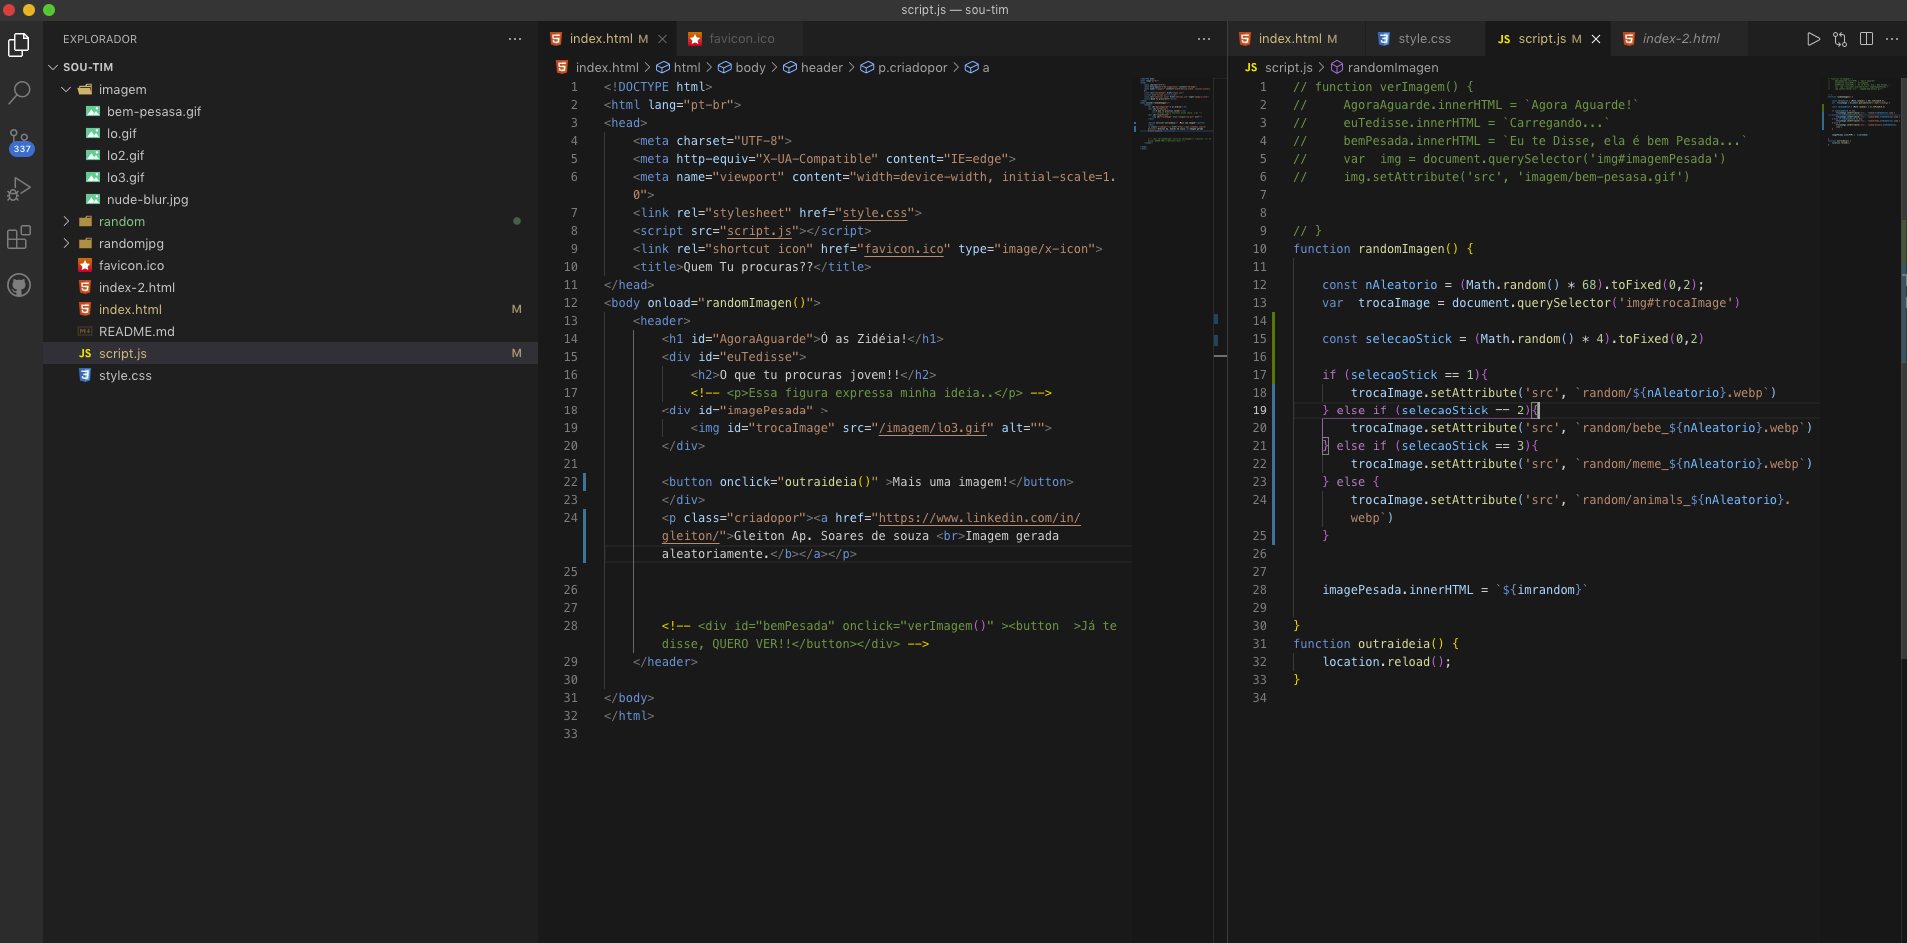 script.js — sou-tim
EXPLORADOR
SOU-TIM
imagem
bem-pesasa.gif
lo.gif
lo2.gif
lo3.gif
nude-blur.jpg
random
randomjpg
favicon.ico
index-2.html
index.html M
README.md
JS script.js M
style.css
337
index.html M
favicon.ico
index.html > html > body > header > p.criadopor > a
1 <!DOCTYPE html>
2 <html lang="pt-br">
3 <head>
4 <meta charset="UTF-8">
5 <meta http-equiv="X-UA-Compatible" content="IE=edge">
6 <meta name="viewport" content="width=device-width, initial-scale=1.
0">
7 <link rel="stylesheet" href="style.css">
8 <script src="script.js"></script>
9 <link rel="shortcut icon" href="favicon.ico" type="image/x-icon">
10 <title>Quem Tu procuras??</title>
11 </head>
12 <body onload="randomImagen()">
13 <header>
14 <h1 id="AgoraAguarde">Ó as Zidéia!</h1>
15 <div id="euTedisse">
16 <h2>O que tu procuras jovem!!</h2>
17 <!-- <p>Essa figura expressa minha ideia..</p> -->
18 <div id="imagePesada" >
19 <img id="trocaImage" src="/imagem/lo3.gif" alt="">
20 </div>
21
22 <button onclick="outraideia()" >Mais uma imagem!</button>
23 </div>
24 <p class="criadopor"><a href="https://www.linkedin.com/in/
gleiton/">Gleiton Ap. Soares de souza <br>Imagem gerada
aleatoriamente.</b></a></p>
25
26
27
28 <!-- <div id="bemPesada" onclick="verImagem()" ><button  >Já te
disse, QUERO VER!!</button></div> -->
29 </header>
30
31 </body>
32 </html>
33
index.html M
style.css
JS script.js M
index-2.html
JS script.js > randomImagen
1 // function verImagem() {
2 //     AgoraAguarde.innerHTML = `Agora Aguarde!`
3 //     euTedisse.innerHTML = `Carregando...`
4 //     bemPesada.innerHTML = `Eu te Disse, ela é bem Pesada...`
5 //     var  img = document.querySelector('img#imagemPesada')
6 //     img.setAttribute('src', 'imagem/bem-pesasa.gif')
7
8
9 // }
10 function randomImagen() {
11
12 const nAleatorio = (Math.random() * 68).toFixed(0,2);
13 var  trocaImage = document.querySelector('img#trocaImage')
14
15 const selecaoStick = (Math.random() * 4).toFixed(0,2)
16
17 if (selecaoStick == 1){
18 trocaImage.setAttribute('src', `random/${nAleatorio}.webp`)
19 } else if (selecaoStick == 2){
20 trocaImage.setAttribute('src', `random/bebe_${nAleatorio}.webp`)
21 } else if (selecaoStick == 3){
22 trocaImage.setAttribute('src', `random/meme_${nAleatorio}.webp`)
23 } else {
24 trocaImage.setAttribute('src', `random/animals_${nAleatorio}.
webp`)
25 }
26
27
28 imagePesada.innerHTML = `${imrandom}`
29
30 }
31 function outraideia() {
32 location.reload();
33 }
34